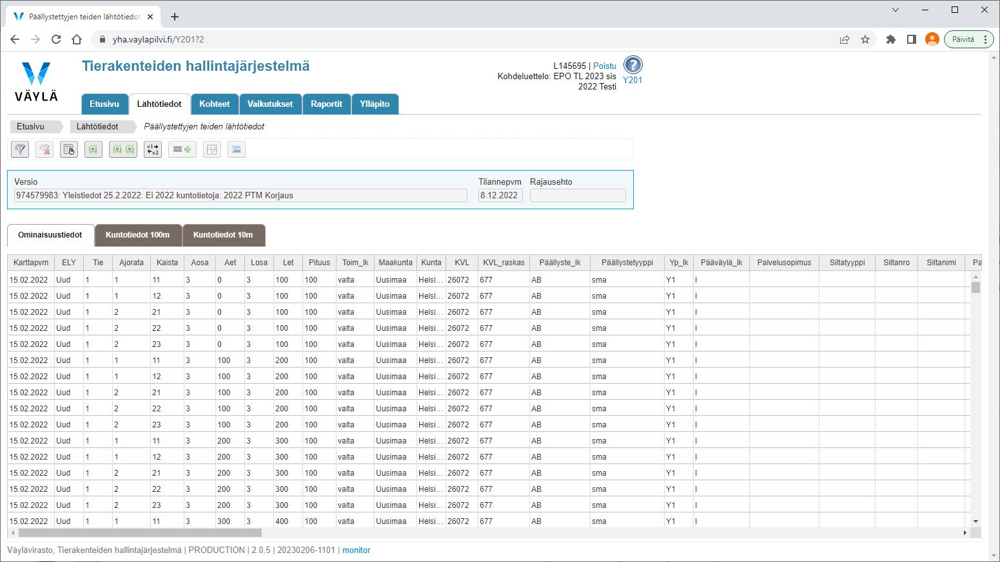 Päällystettyjen teiden lähtötiedot
yha.vaylapilvi.fi/Y201?2
Päivitä
VÄYLÄ
Tierakenteiden hallintajärjestelmä
L145695 | Poistu
Kohdeluettelo: EPO TL 2023 sis
2022 Testi
?
Y201
Etusivu Lähtötiedot Kohteet Vaikutukset Raportit Ylläpito
Etusivu Lähtötiedot Päällystettyjen teiden lähtötiedot
v1
v2
Versio Tilannepvm Rajausehto
974579983: Yleistiedot 25.2.2022: Ei 2022 kuntotietoja: 2022 PTM Korjaus 8.12.2022
Ominaisuustiedot Kuntotiedot 100m Kuntotiedot 10m
Karttapvm ELY Tie Ajorata Kaista Aosa Aet Losa Let Pituus Toim_lk Maakunta Kunta KVL KVL_raskas Päällyste_lk Päällystetyyppi Yp_lk Pääväylä_lk Palvelusopimus Siltatyyppi Siltanro Siltanimi Pa
15.02.2022 Uud 1 1 11 3 0 3 100 100 valta Uusimaa Helsi... 26072 677 AB sma Y1 I
15.02.2022 Uud 1 1 12 3 0 3 100 100 valta Uusimaa Helsi... 26072 677 AB sma Y1 I
15.02.2022 Uud 1 2 21 3 0 3 100 100 valta Uusimaa Helsi... 26072 677 AB sma Y1 I
15.02.2022 Uud 1 2 22 3 0 3 100 100 valta Uusimaa Helsi... 26072 677 AB sma Y1 I
15.02.2022 Uud 1 2 23 3 0 3 100 100 valta Uusimaa Helsi... 26072 677 AB sma Y1 I
15.02.2022 Uud 1 1 11 3 100 3 200 100 valta Uusimaa Helsi... 26072 677 AB sma Y1 I
15.02.2022 Uud 1 1 12 3 100 3 200 100 valta Uusimaa Helsi... 26072 677 AB sma Y1 I
15.02.2022 Uud 1 2 21 3 100 3 200 100 valta Uusimaa Helsi... 26072 677 AB sma Y1 I
15.02.2022 Uud 1 2 22 3 100 3 200 100 valta Uusimaa Helsi... 26072 677 AB sma Y1 I
15.02.2022 Uud 1 2 23 3 100 3 200 100 valta Uusimaa Helsi... 26072 677 AB sma Y1 I
15.02.2022 Uud 1 1 11 3 200 3 300 100 valta Uusimaa Helsi... 26072 677 AB sma Y1 I
15.02.2022 Uud 1 1 12 3 200 3 300 100 valta Uusimaa Helsi... 26072 677 AB sma Y1 I
15.02.2022 Uud 1 2 21 3 200 3 300 100 valta Uusimaa Helsi... 26072 677 AB sma Y1 I
15.02.2022 Uud 1 2 22 3 200 3 300 100 valta Uusimaa Helsi... 26072 677 AB sma Y1 I
15.02.2022 Uud 1 2 23 3 200 3 300 100 valta Uusimaa Helsi... 26072 677 AB sma Y1 I
15.02.2022 Uud 1 1 11 3 300 3 400 100 valta Uusimaa Helsi... 26072 677 AB sma Y1 I
Väylävirasto, Tierakenteiden hallintajärjestelmä | PRODUCTION | 2.0.5 | 20230206-1101 | monitor